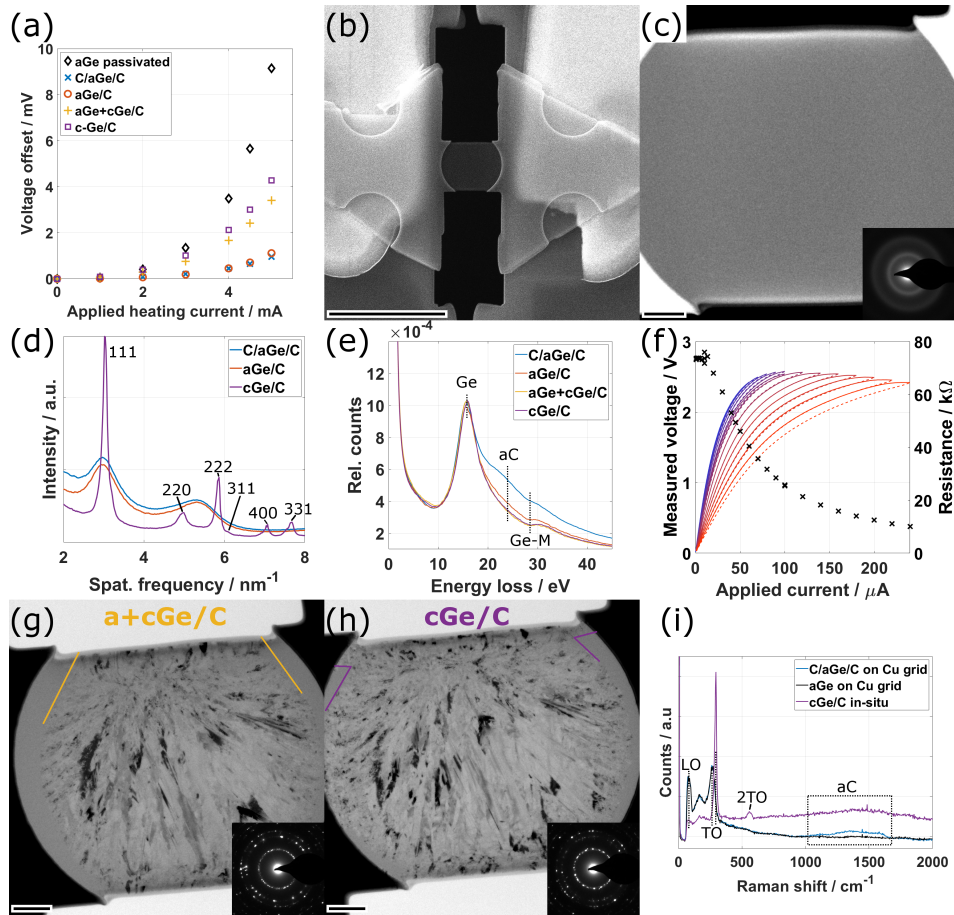 (a)
10
8
6
4
2
0
Voltage offset / mV
aGe passivated
C/aGe/C
aGe/C
aGe+cGe/C
c-Ge/C
0
2
4
Applied heating current / mA
(b)
(c)
(d)
111
220
222
311
400
331
C/aGe/C
aGe/C
cGe/C
Intensity / a.u.
2
4
6
8
Spat. frequency / nm-1
(e)
×10-4
12
10
8
6
4
2
Rel. counts
Ge
aC
Ge-M
C/aGe/C
aGe/C
aGe+cGe/C
cGe/C
0
10
20
30
40
Energy loss / eV
(f)
3
2
1
0
Measured voltage / V
80
60
40
20
0
Resistance / kΩ
0
50
100
150
200
Applied current / μA
(g)
a+cGe/C
(h)
cGe/C
(i)
C/aGe/C on Cu grid
aGe on Cu grid
cGe/C in-situ
Counts / a.u
LO
TO
2TO
aC
0
500
1000
1500
2000
Raman shift / cm-1